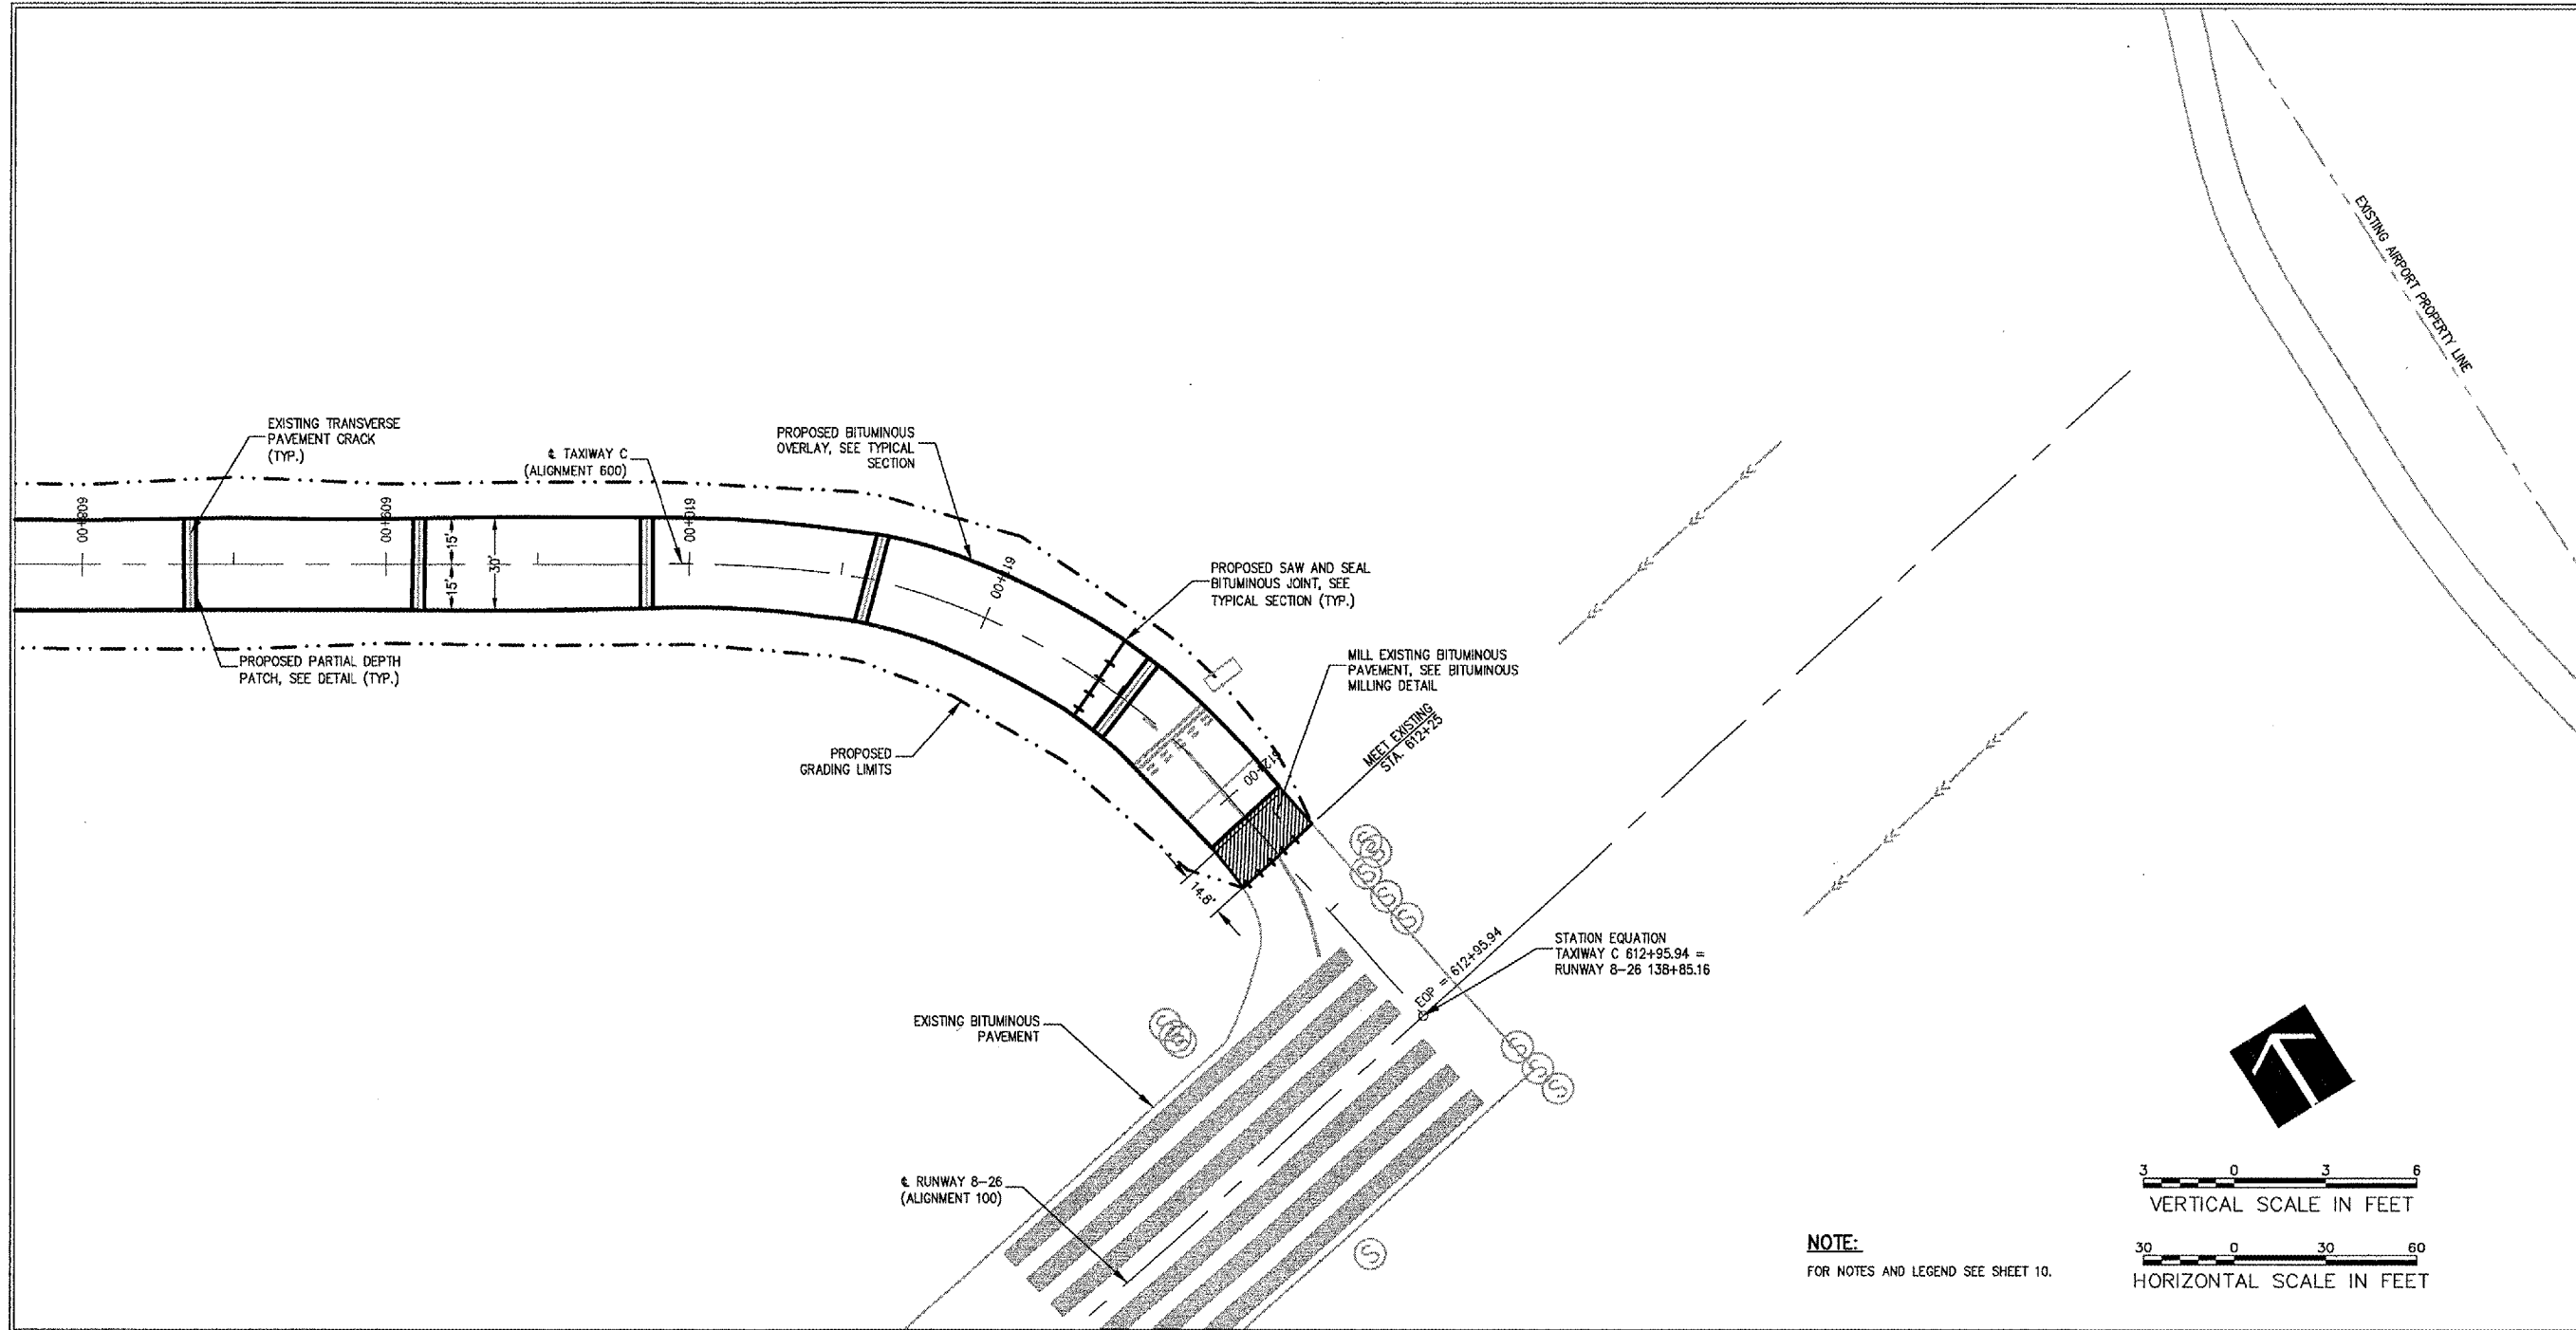 EXISTING AIRPORT PROPERTY LINE
EXISTING TRANSVERSE
PAVEMENT CRACK
(TYP.)
℄ TAXIWAY C
(ALIGNMENT 600)
PROPOSED BITUMINOUS
OVERLAY, SEE TYPICAL
SECTION
608+00
609+00
610+00
611+00
612+00
15'
15'
30'
PROPOSED SAW AND SEAL
BITUMINOUS JOINT, SEE
TYPICAL SECTION (TYP.)
PROPOSED PARTIAL DEPTH
PATCH, SEE DETAIL (TYP.)
MILL EXISTING BITUMINOUS
PAVEMENT, SEE BITUMINOUS
MILLING DETAIL
PROPOSED
GRADING LIMITS
MEET EXISTING
STA. 612+25
14.8'
EOP = 612+95.94
STATION EQUATION
TAXIWAY C 612+95.94 =
RUNWAY 8-26 138+85.16
EXISTING BITUMINOUS
PAVEMENT
℄ RUNWAY 8-26
(ALIGNMENT 100)
S
S
S
S
S
S
S
3 0 3 6
VERTICAL SCALE IN FEET
30 0 30 60
HORIZONTAL SCALE IN FEET
NOTE:
FOR NOTES AND LEGEND SEE SHEET 10.